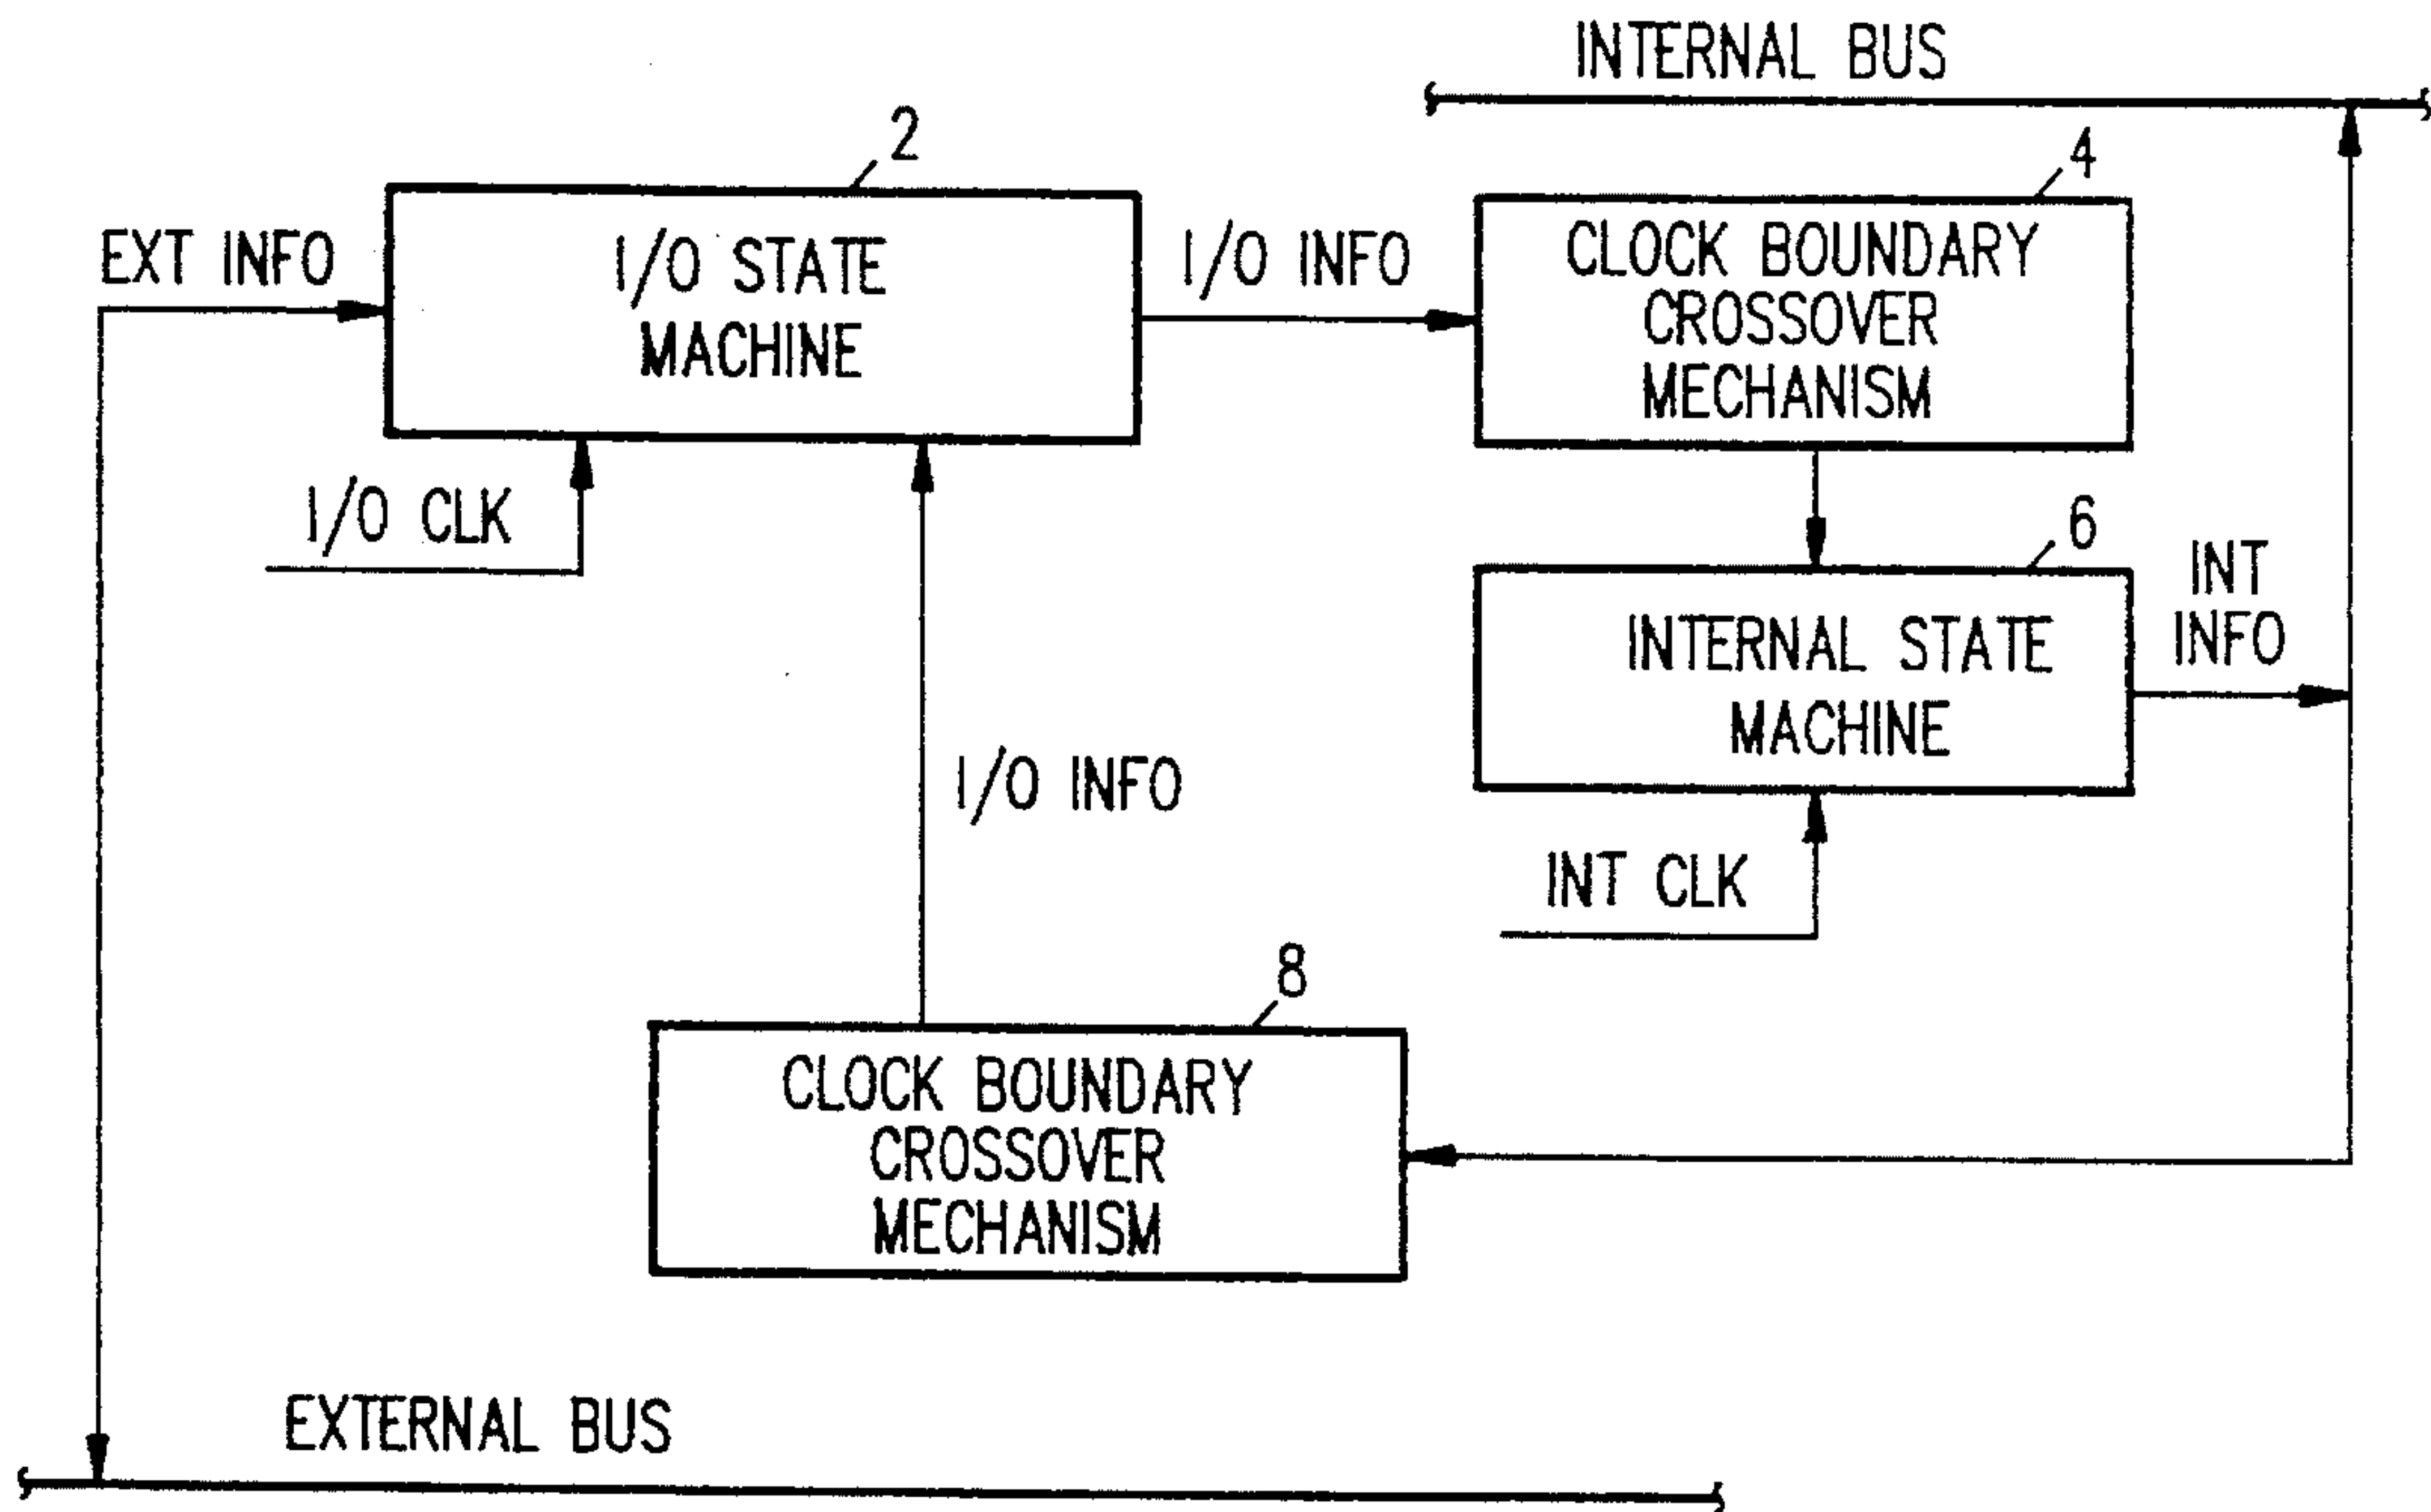 INTERNAL BUS
2
4
EXT INFO
I/O STATE
MACHINE
I/O INFO
CLOCK BOUNDARY
CROSSOVER
MECHANISM
I/O CLK
6
INT
INFO
INTERNAL STATE
MACHINE
I/O INFO
INT CLK
8
CLOCK BOUNDARY
CROSSOVER
MECHANISM
EXTERNAL BUS